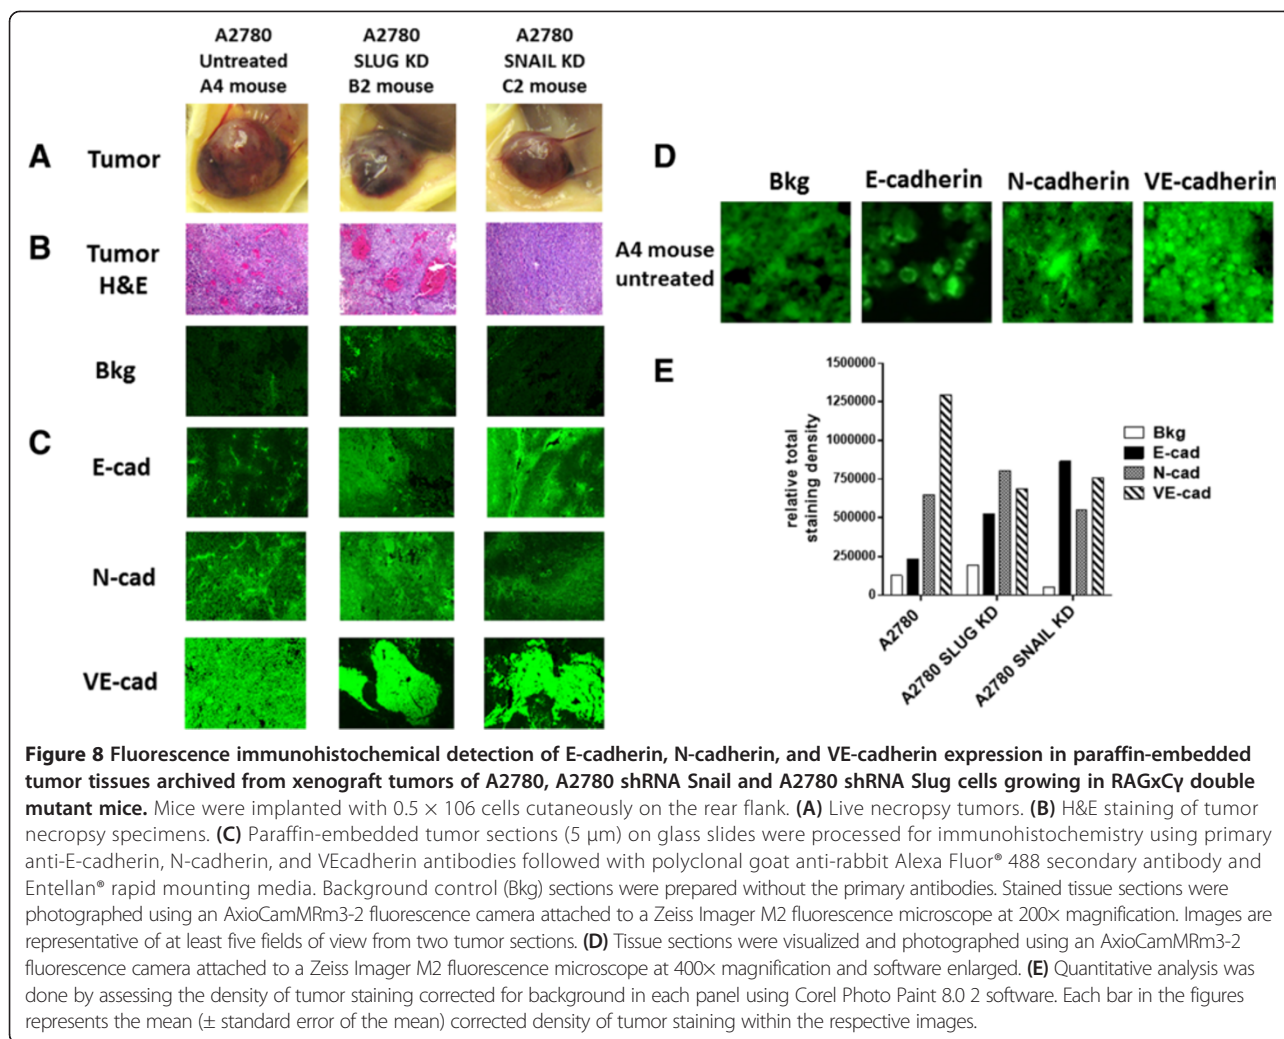 A2780
Untreated
A4 mouse
A2780
SLUG KD
B2 mouse
A2780
SNAIL KD
C2 mouse
A
Tumor
B
Tumor
H&E
Bkg
C
E-cad
N-cad
VE-cad
D
Bkg
E-cadherin
N-cadherin
VE-cadherin
A4 mouse
untreated
E
relative total
staining density
1500000
1250000
1000000
750000
500000
250000
0
A2780
A2780 SLUG KD
A2780 SNAIL KD
Bkg
E-cad
N-cad
VE-cad
Figure 8 Fluorescence immunohistochemical detection of E-cadherin, N-cadherin, and VE-cadherin expression in paraffin-embedded
tumor tissues archived from xenograft tumors of A2780, A2780 shRNA Snail and A2780 shRNA Slug cells growing in RAGxCγ double
mutant mice. Mice were implanted with 0.5 × 106 cells cutaneously on the rear flank. (A) Live necropsy tumors. (B) H&E staining of tumor
necropsy specimens. (C) Paraffin-embedded tumor sections (5 μm) on glass slides were processed for immunohistochemistry using primary
anti-E-cadherin, N-cadherin, and VEcadherin antibodies followed with polyclonal goat anti-rabbit Alexa Fluor® 488 secondary antibody and
Entellan® rapid mounting media. Background control (Bkg) sections were prepared without the primary antibodies. Stained tissue sections were
photographed using an AxioCamMRm3-2 fluorescence camera attached to a Zeiss Imager M2 fluorescence microscope at 200× magnification. Images are
representative of at least five fields of view from two tumor sections. (D) Tissue sections were visualized and photographed using an AxioCamMRm3-2
fluorescence camera attached to a Zeiss Imager M2 fluorescence microscope at 400× magnification and software enlarged. (E) Quantitative analysis was
done by assessing the density of tumor staining corrected for background in each panel using Corel Photo Paint 8.0 2 software. Each bar in the figures
represents the mean (± standard error of the mean) corrected density of tumor staining within the respective images.